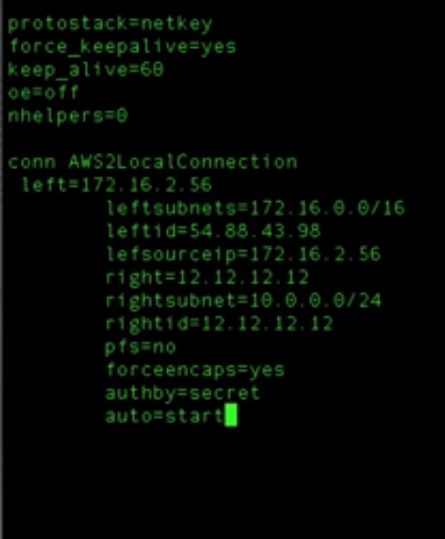 protostack=netkey
force_keepalive=yes
keep_alive=60
oe=off
nhelpers=0
conn AWS2LocalConnection
left=172.16.2.56
leftsubnets=172.16.0.0/16
leftid=54.88.43.98
lefsourceip=172.16.2.56
right=12.12.12.12
rightsubnet=10.0.0.0/24
rightid=12.12.12.12
pfs=no
forceencaps=yes
authby=secret
auto=start